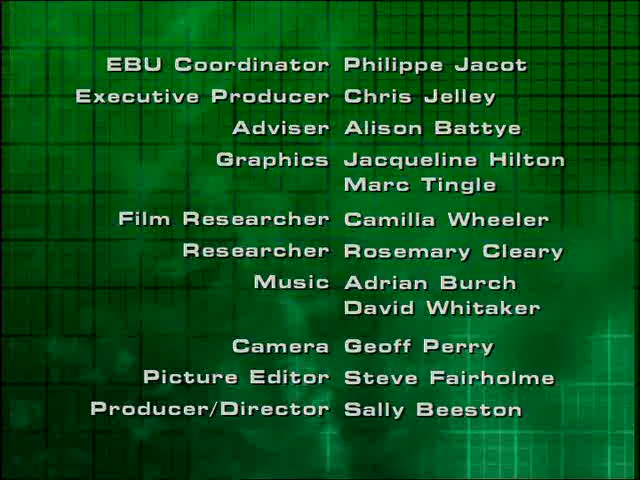 EBU Coordinator Philippe Jacot
Executive Producer Chris Jelley
Adviser Alison Battye
Graphics Jacqueline Hilton
Marc Tingle
Film Researcher Camilla Wheeler
Researcher Rosemary Cleary
Music Adrian Burch
David Whitaker
Camera Geoff Perry
Picture Editor Steve Fairholme
Producer/Director Sally Beeston